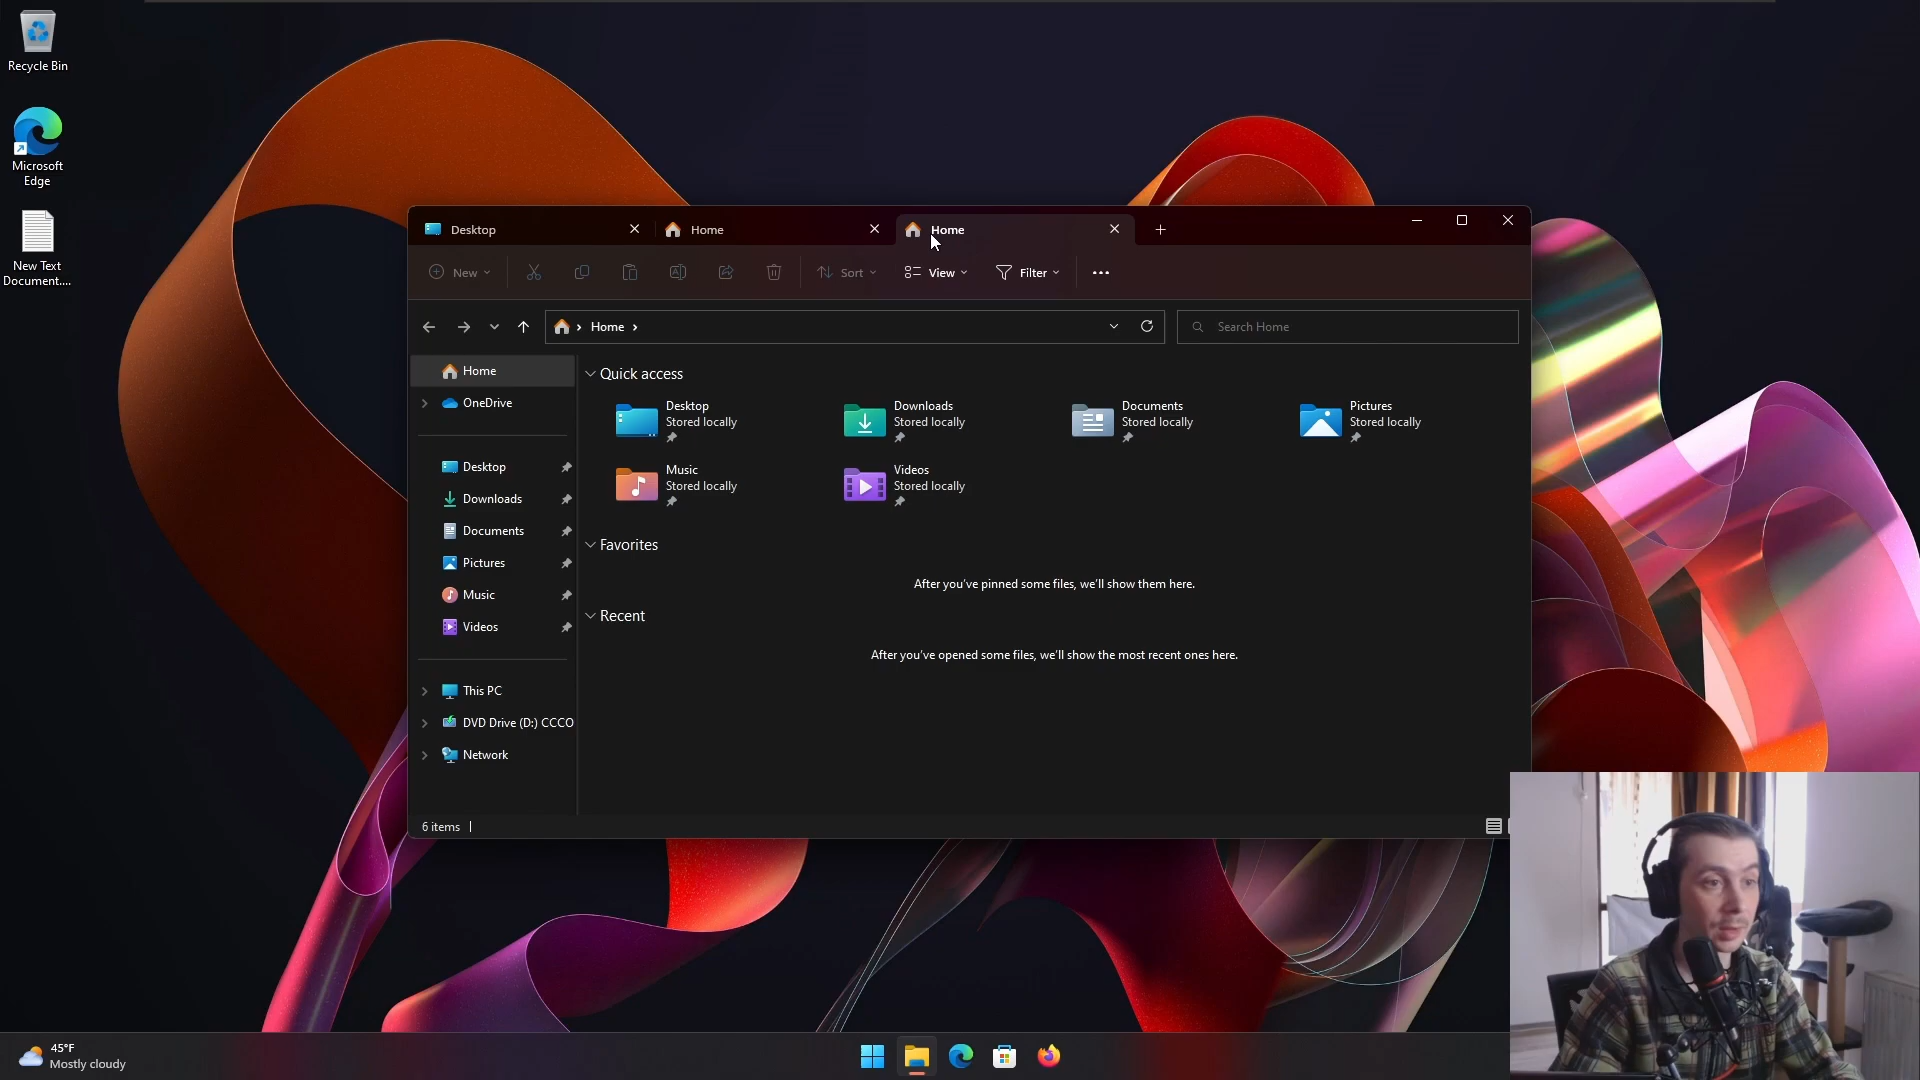 Recycle Bin
Microsoft
Edge
New Text
Document....
Desktop
Home
Home
New
Sort
View
Filter
Home
Search Home
Home
OneDrive
Desktop
Downloads
Documents
Pictures
Music
Videos
This PC
DVD Drive (D:) CCCO
Network
Quick access
Desktop
Stored locally
Downloads
Stored locally
Documents
Stored locally
Pictures
Stored locally
Music
Stored locally
Videos
Stored locally
Favorites
After you've pinned some files, we'll show them here.
Recent
After you've opened some files, we'll show the most recent ones here.
6 items
45°F
Mostly cloudy